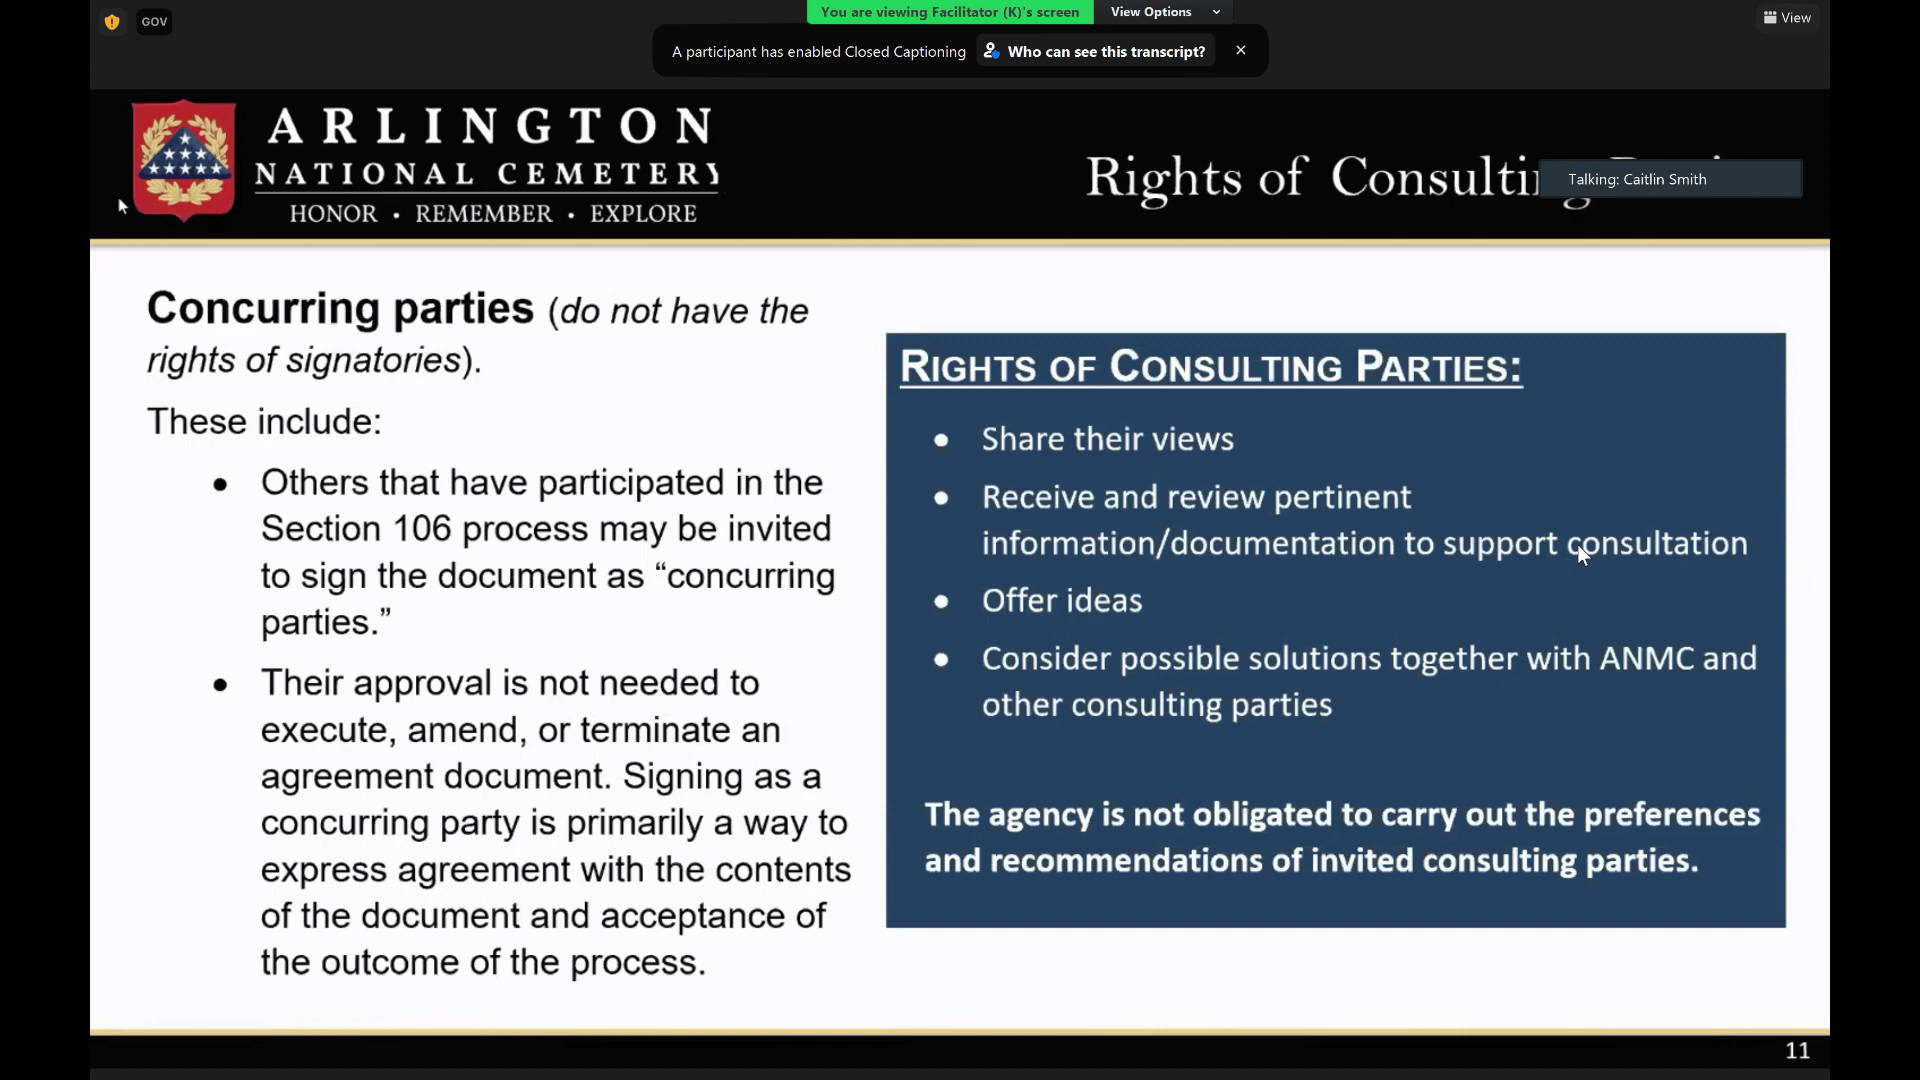 GOV
You are viewing Facilitator (K)'s screen
View Options
View
A participant has enabled Closed Captioning
Who can see this transcript?
ARLINGTON
NATIONAL CEMETERY
HONOR • REMEMBER • EXPLORE
Rights of Consulting
Talking: Caitlin Smith
Concurring parties (do not have the
rights of signatories).
These include:
• Others that have participated in the
Section 106 process may be invited
to sign the document as “concurring
parties.”
• Their approval is not needed to
execute, amend, or terminate an
agreement document. Signing as a
concurring party is primarily a way to
express agreement with the contents
of the document and acceptance of
the outcome of the process.
RIGHTS OF CONSULTING PARTIES:
• Share their views
• Receive and review pertinent
information/documentation to support consultation
• Offer ideas
• Consider possible solutions together with ANMC and
other consulting parties
The agency is not obligated to carry out the preferences
and recommendations of invited consulting parties.
11